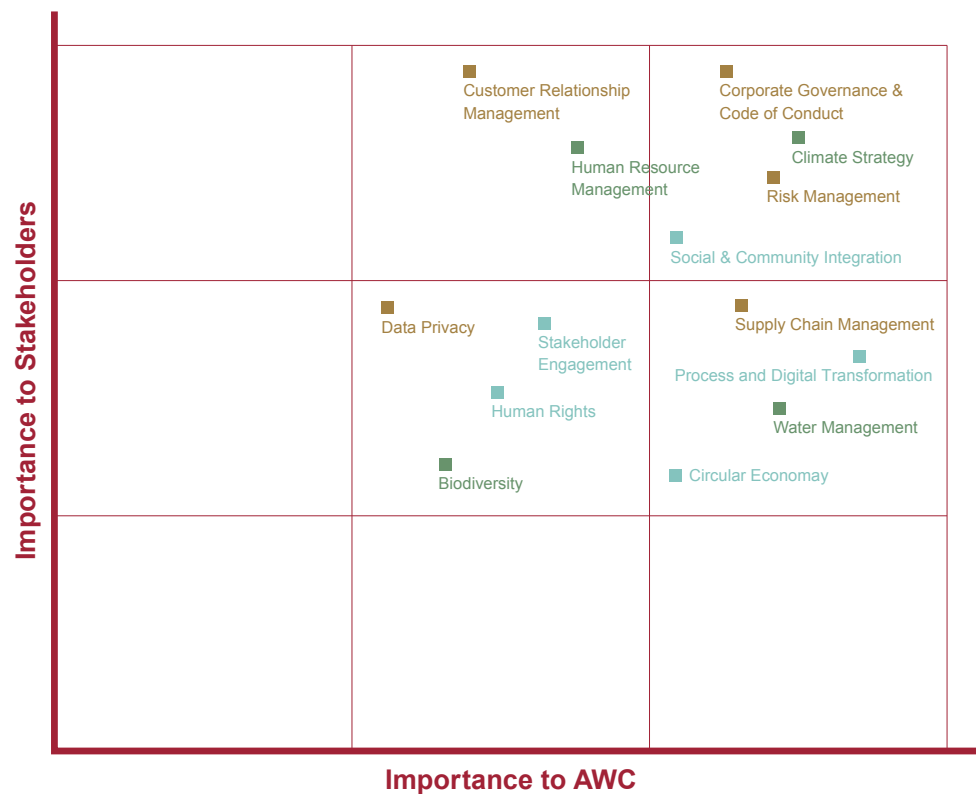 Importance to Stakeholders
Customer Relationship
Management
Corporate Governance &
Code of Conduct
Human Resource
Management
Climate Strategy
Risk Management
Social & Community Integration
Data Privacy
Stakeholder
Engagement
Supply Chain Management
Process and Digital Transformation
Human Rights
Water Management
Biodiversity
Circular Economay
Importance to AWC